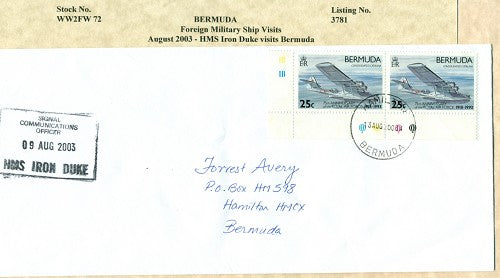 Stock No.
WW2FW 72
BERMUDA
Foreign Military Ship Visits
August 2003 - HMS Iron Duke visits Bermuda
Listing No.
3781
BERMUDA
25c
BERMUDA
25c
HAMILTON
BERMUDA
SIGNAL
COMMUNICATIONS
OFFICER
09 AUG 2003
HMS IRON DUKE
Forrest Avery
P.O. Box HM 598
Hamilton HMCX
Bermuda